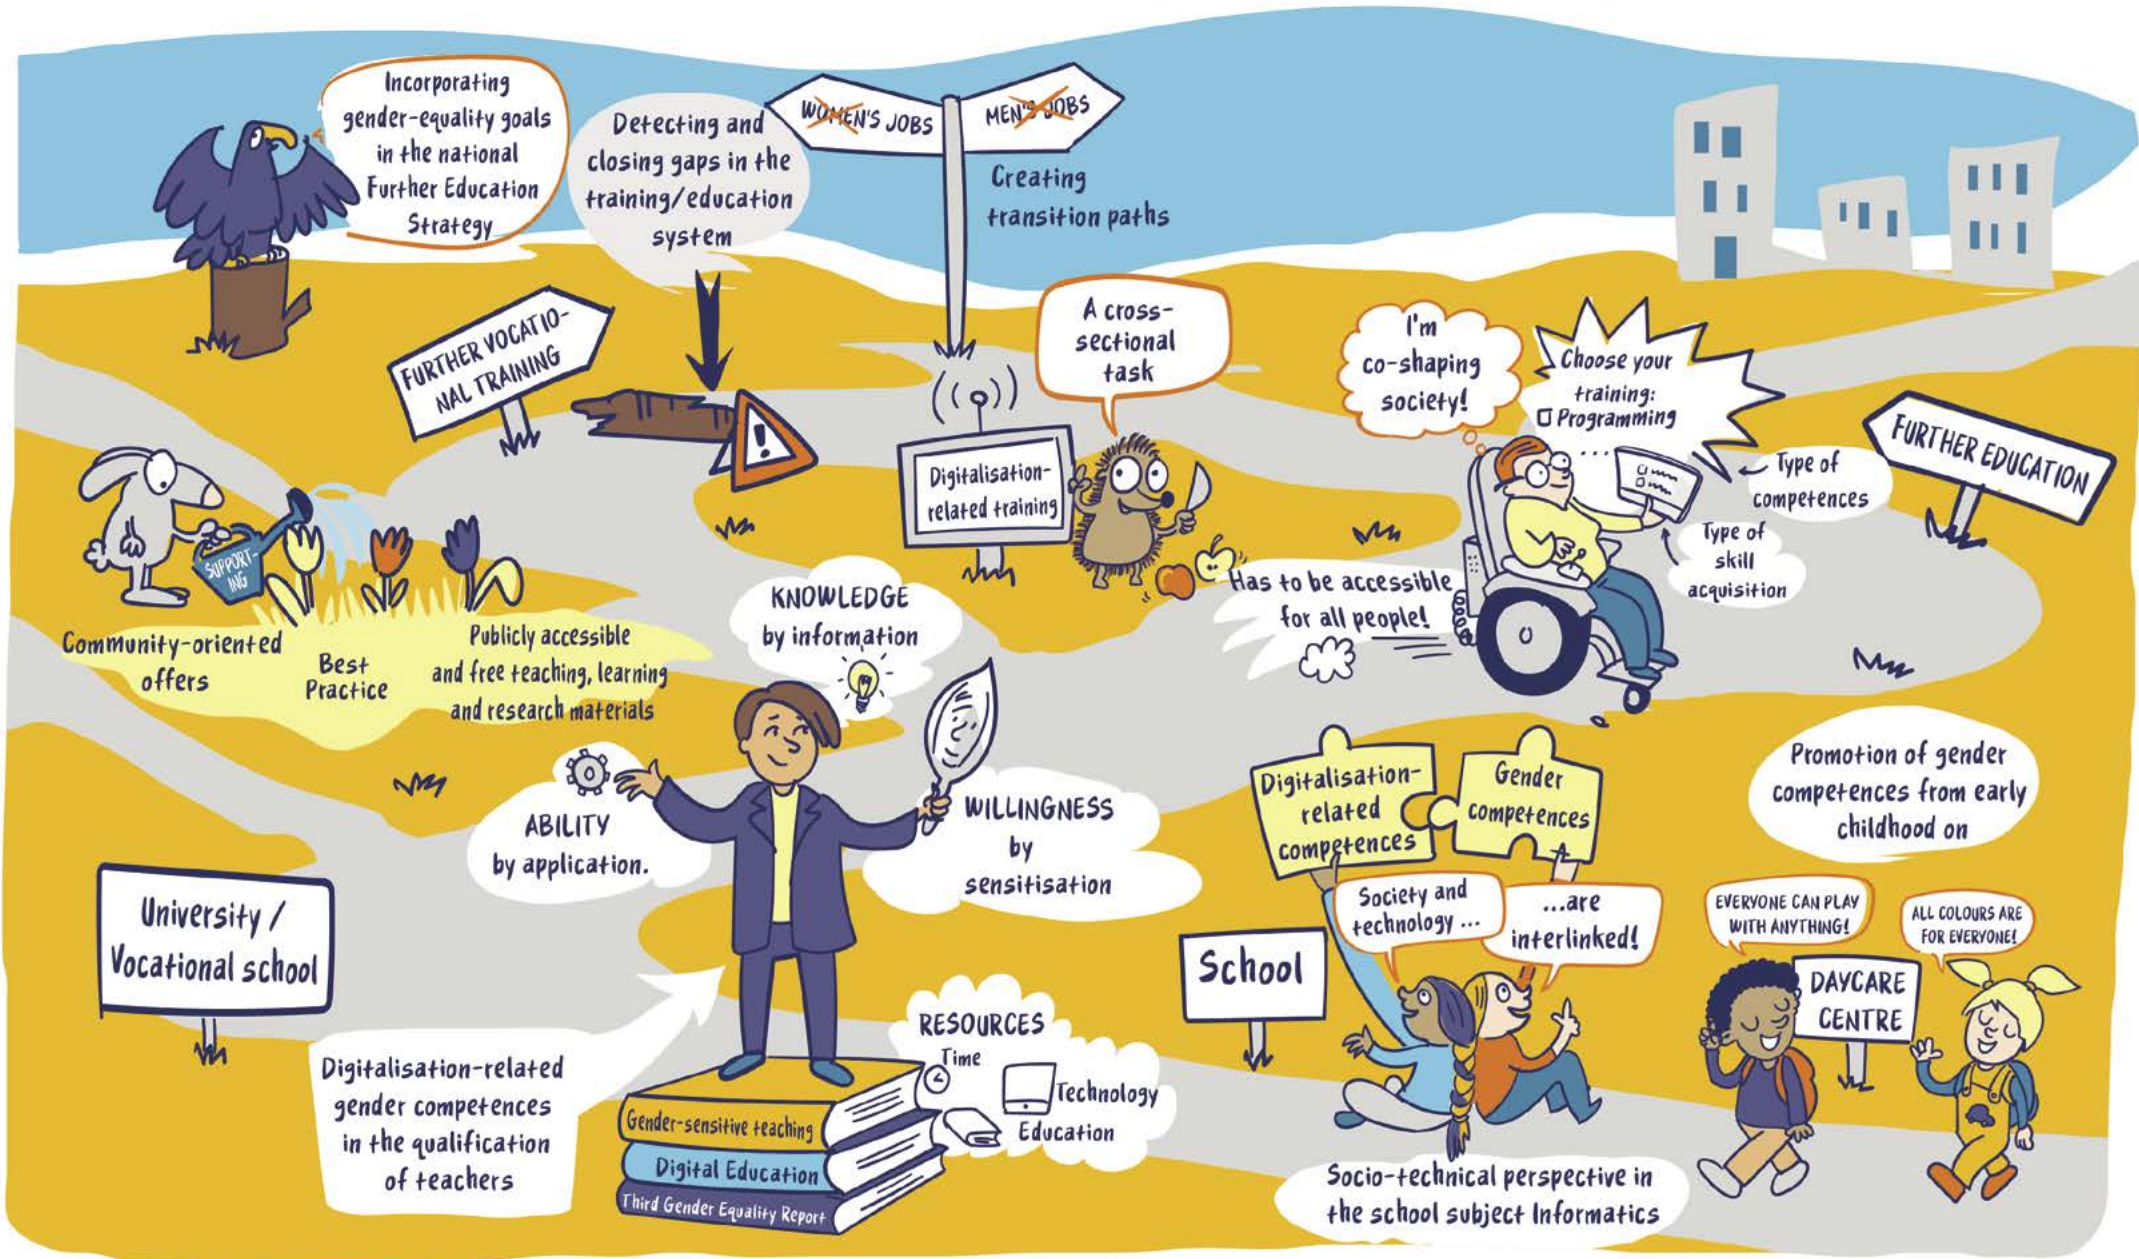 Incorporating
gender-equality goals
in the national
Further Education
Strategy
Detecting and
closing gaps in the
training/education
system
WOMEN'S JOBS
MEN'S JOBS
Creating
transition paths
FURTHER VOCATIO-
NAL TRAINING
!
A cross-
sectional
task
Digitalisation-
related training
I'm
co-shaping
society!
Choose your
training:
Programming
Type of
competences
Type of
skill
acquisition
FURTHER EDUCATION
Has to be accessible
for all people!
SUPPORT-
ING
Community-oriented
offers
Best
Practice
Publicly accessible
and free teaching, learning
and research materials
KNOWLEDGE
by information
ABILITY
by application.
WILLINGNESS
by
sensitisation
University /
Vocational school
Digitalisation-related
gender competences
in the qualification
of teachers
RESOURCES
Time
Technology
Education
Gender-sensitive teaching
Digital Education
Third Gender Equality Report
Digitalisation-
related
competences
Gender
competences
Society and
technology ...
...are
interlinked!
School
Socio-technical perspective in
the school subject Informatics
Promotion of gender
competences from early
childhood on
EVERYONE CAN PLAY
WITH ANYTHING!
ALL COLOURS ARE
FOR EVERYONE!
DAYCARE
CENTRE